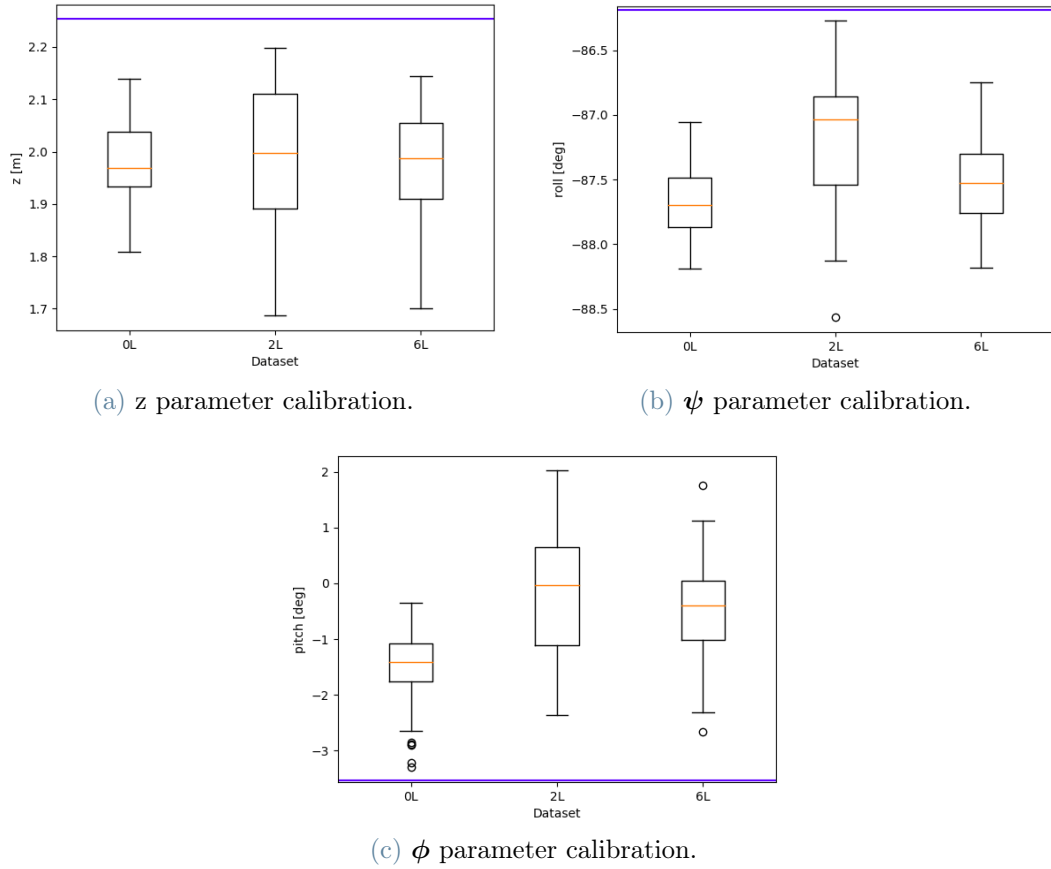 2.2
2.1
2.0
1.9
1.8
1.7
z [m]
0L 2L 6L
Dataset
(a) z parameter calibration.
−86.5
−87.0
−87.5
−88.0
−88.5
roll [deg]
0L 2L 6L
Dataset
(b) ψ parameter calibration.
2
1
0
−1
−2
−3
pitch [deg]
0L 2L 6L
Dataset
(c) ϕ parameter calibration.